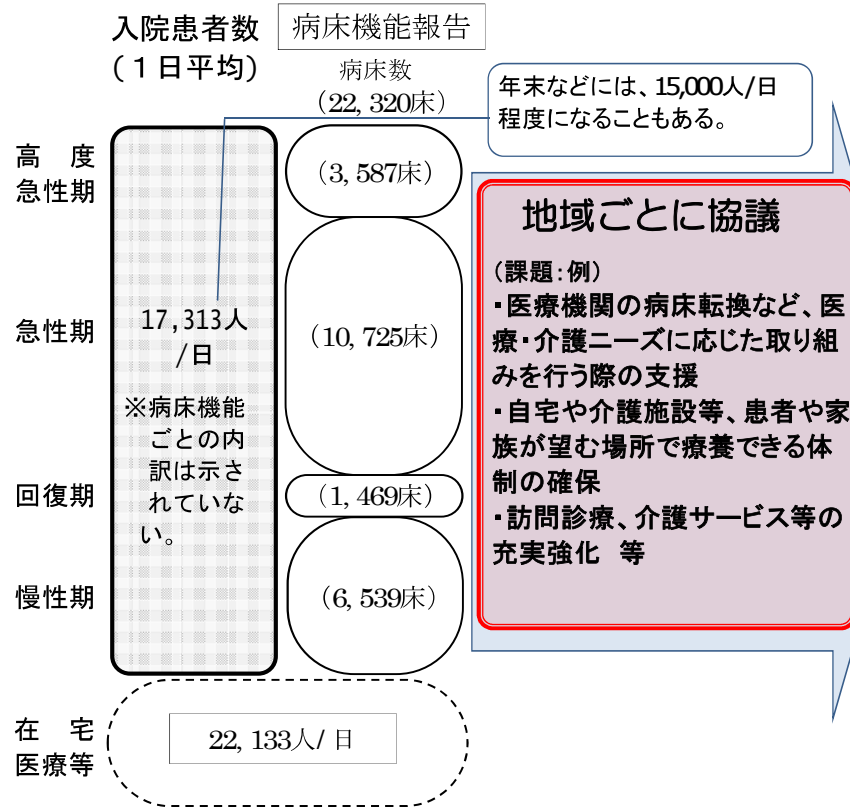 入院患者数
(１日平均)
病床機能報告
病床数
(22,320床)
年末などには、15,000人/日
程度になることもある。
高　度
急性期
(3,587床)
急性期
17,313人
/日
(10,725床)
※病床機能
ごとの内
訳は示さ
れていな
い。
回復期
(1,469床)
慢性期
(6,539床)
在　宅
医療等
22,133人/日
地域ごとに協議
(課題：例)
・医療機関の病床転換など、医
療・介護ニーズに応じた取り組
みを行う際の支援
・自宅や介護施設等、患者や家
族が望む場所で療養できる体
制の確保
・訪問診療、介護サービス等の
充実強化　等